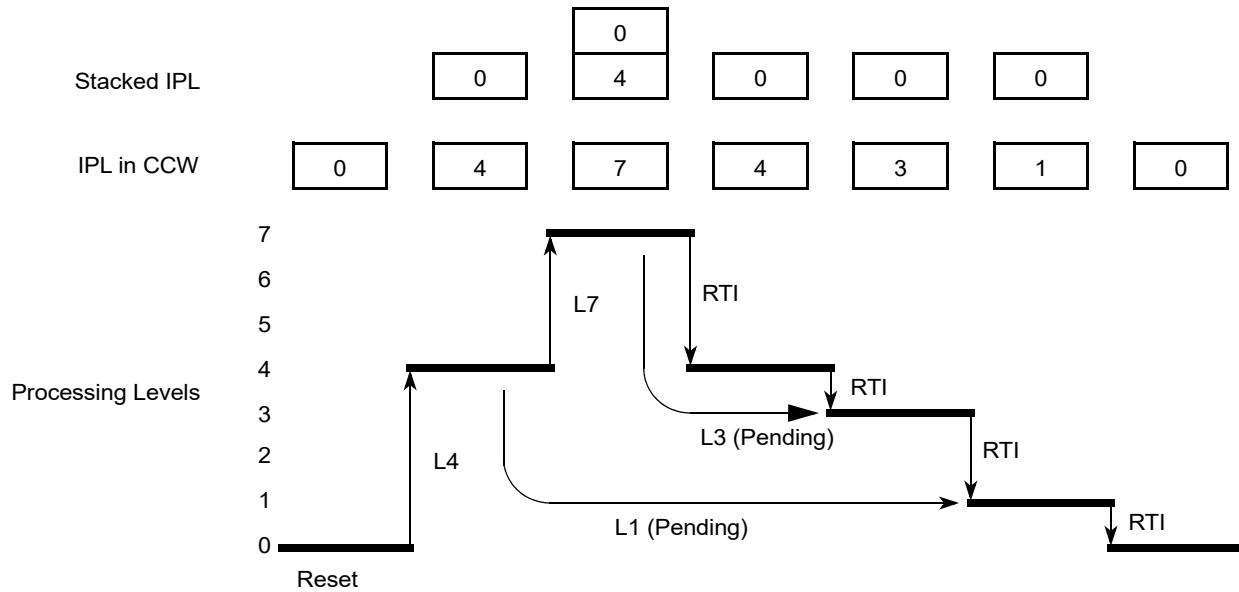 0
Stacked IPL 0 4 0 0 0
IPL in CCW 0 4 7 4 3 1 0
7
6
L7 RTI
5
4
Processing Levels RTI
3
L3 (Pending)
2 L4 RTI
1
L1 (Pending) RTI
0
Reset